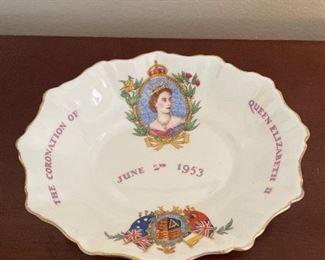 THE CORONATION OF
QUEEN ELIZABETH II
JUNE 2ND 1953